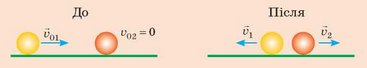 До
Після
v⃗₀₁
v₀₂ = 0
v⃗₁
v⃗₂